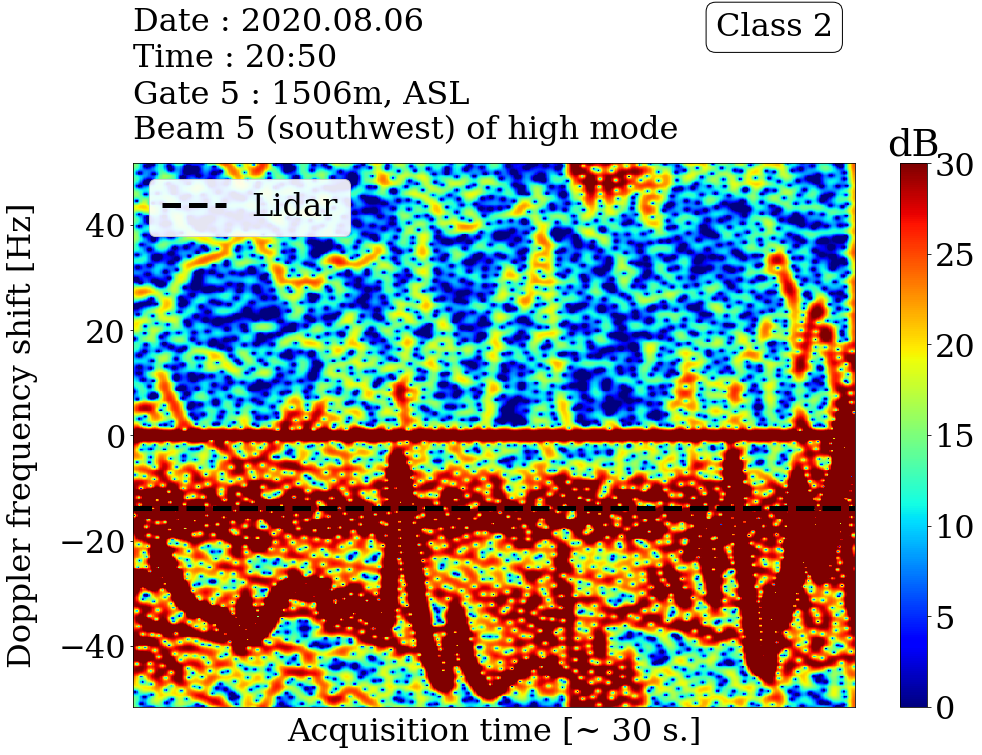 Date : 2020.08.06
Time : 20:50
Gate 5 : 1506m, ASL
Beam 5 (southwest) of high mode
Class 2
dB
Lidar
Doppler frequency shift [Hz]
40
20
0
−20
−40
30
25
20
15
10
5
0
Acquisition time [~ 30 s.]